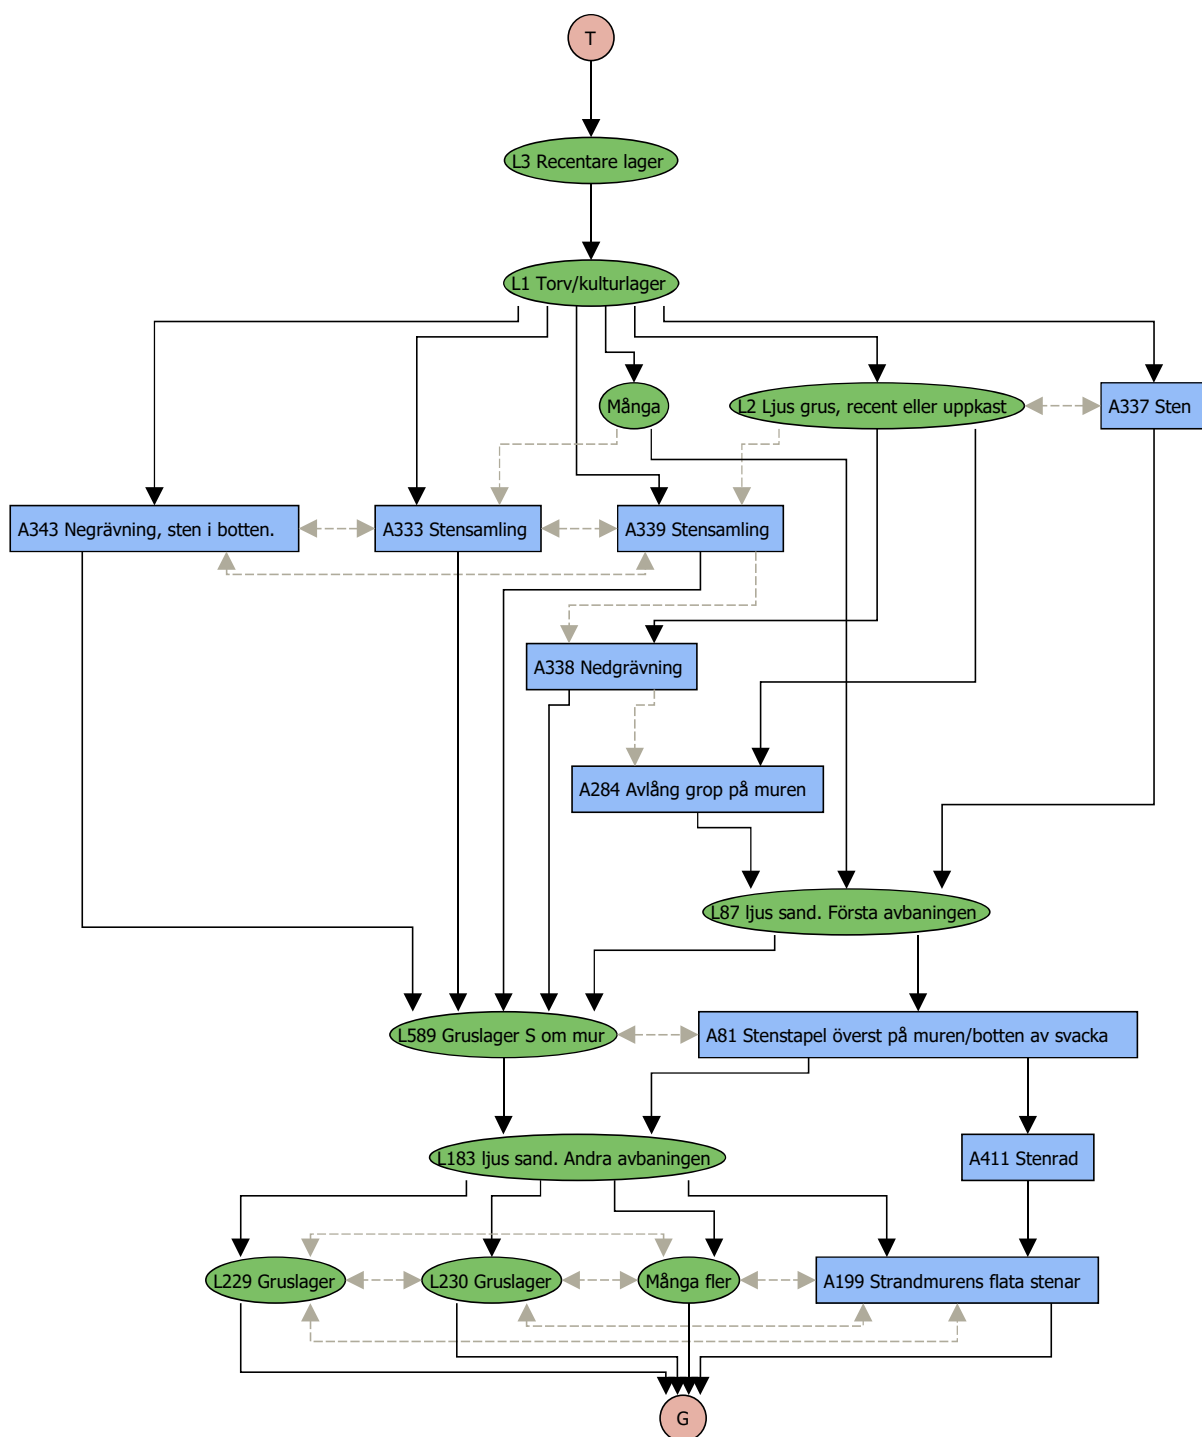 T
L3 Recentare lager
L1 Torv/kulturlager
Många
L2 Ljus grus, recent eller uppkast
A337 Sten
A343 Negrävning, sten i botten.
A333 Stensamling
A339 Stensamling
A338 Nedgrävning
A284 Avlång grop på muren
L87 ljus sand. Första avbaningen
L589 Gruslager S om mur
A81 Stenstapel överst på muren/botten av svacka
L183 ljus sand. Andra avbaningen
A411 Stenrad
L229 Gruslager
L230 Gruslager
Många fler
A199 Strandmurens flata stenar
G